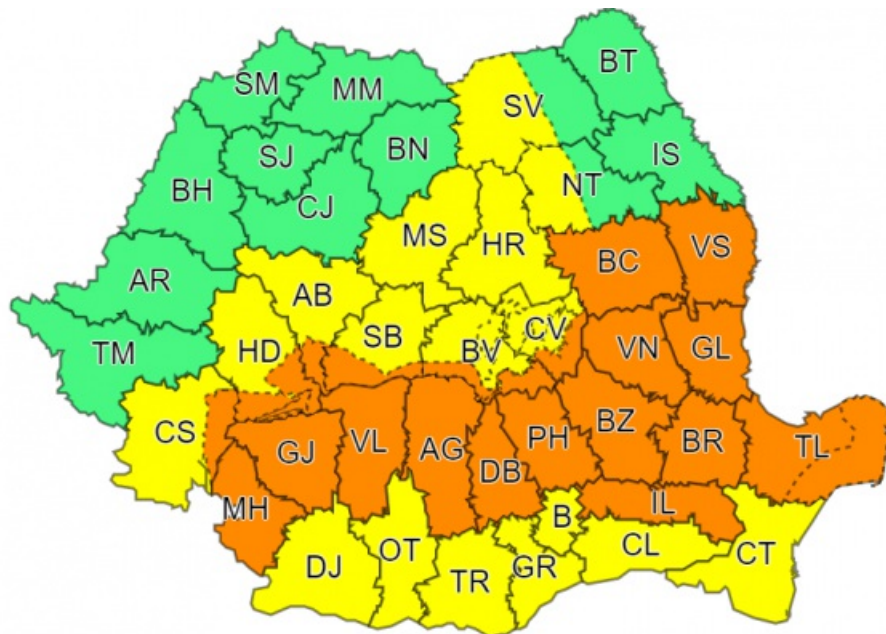 BT
SM
MM
SV
SJ
BN
IS
BH
NT
CJ
MS
HR
VS
BC
AR
AB
SB
CV
TM
HD
BV
VN
GL
CS
GJ
VL
AG
PH
BZ
BR
TL
DB
MH
B
IL
DJ
OT
TR
GR
CL
CT